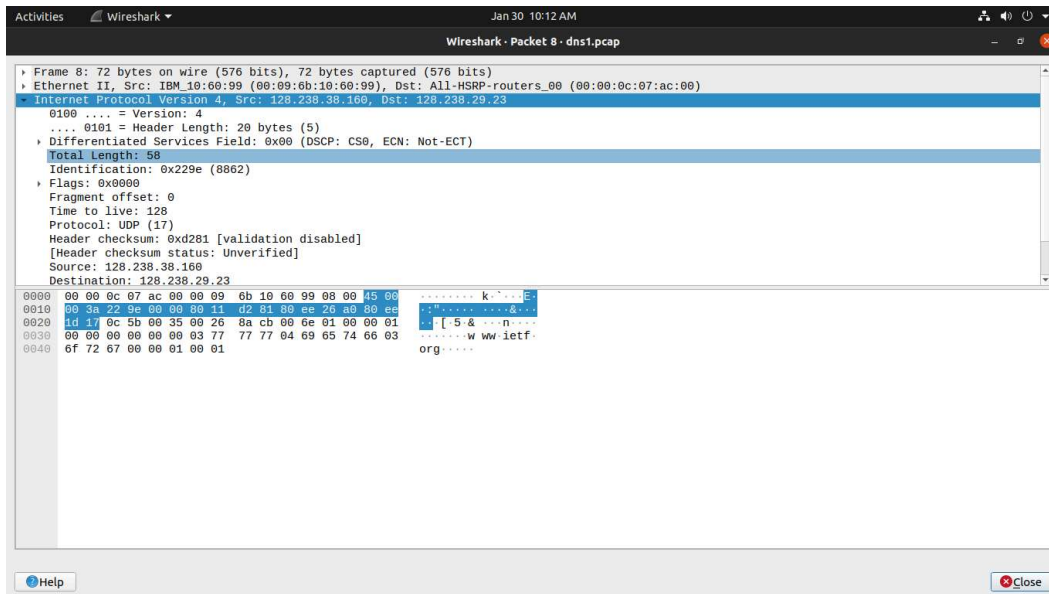 Activities Wireshark Jan 30 10:12 AM
Wireshark · Packet 8 · dns1.pcap
Frame 8: 72 bytes on wire (576 bits), 72 bytes captured (576 bits)
Ethernet II, Src: IBM_10:60:99 (00:09:6b:10:60:99), Dst: All-HSRP-routers_00 (00:00:0c:07:ac:00)
Internet Protocol Version 4, Src: 128.238.38.160, Dst: 128.238.29.23
0100 .... = Version: 4
.... 0101 = Header Length: 20 bytes (5)
Differentiated Services Field: 0x00 (DSCP: CS0, ECN: Not-ECT)
Total Length: 58
Identification: 0x229e (8862)
Flags: 0x0000
Fragment offset: 0
Time to live: 128
Protocol: UDP (17)
Header checksum: 0xd281 [validation disabled]
[Header checksum status: Unverified]
Source: 128.238.38.160
Destination: 128.238.29.23
0000 00 00 0c 07 ac 00 00 09 6b 10 60 99 08 00 45 00 ········ k·`···E·
0010 00 3a 22 9e 00 00 80 11 d2 81 80 ee 26 a0 80 ee ·:"····· ····&···
0020 1d 17 0c 5b 00 35 00 26 8a cb 00 6e 01 00 00 01 ···[·5·& ···n····
0030 00 00 00 00 00 00 03 77 77 77 04 69 65 74 66 03 ·······w ww·ietf·
0040 6f 72 67 00 00 01 00 01 org·····
Help Close